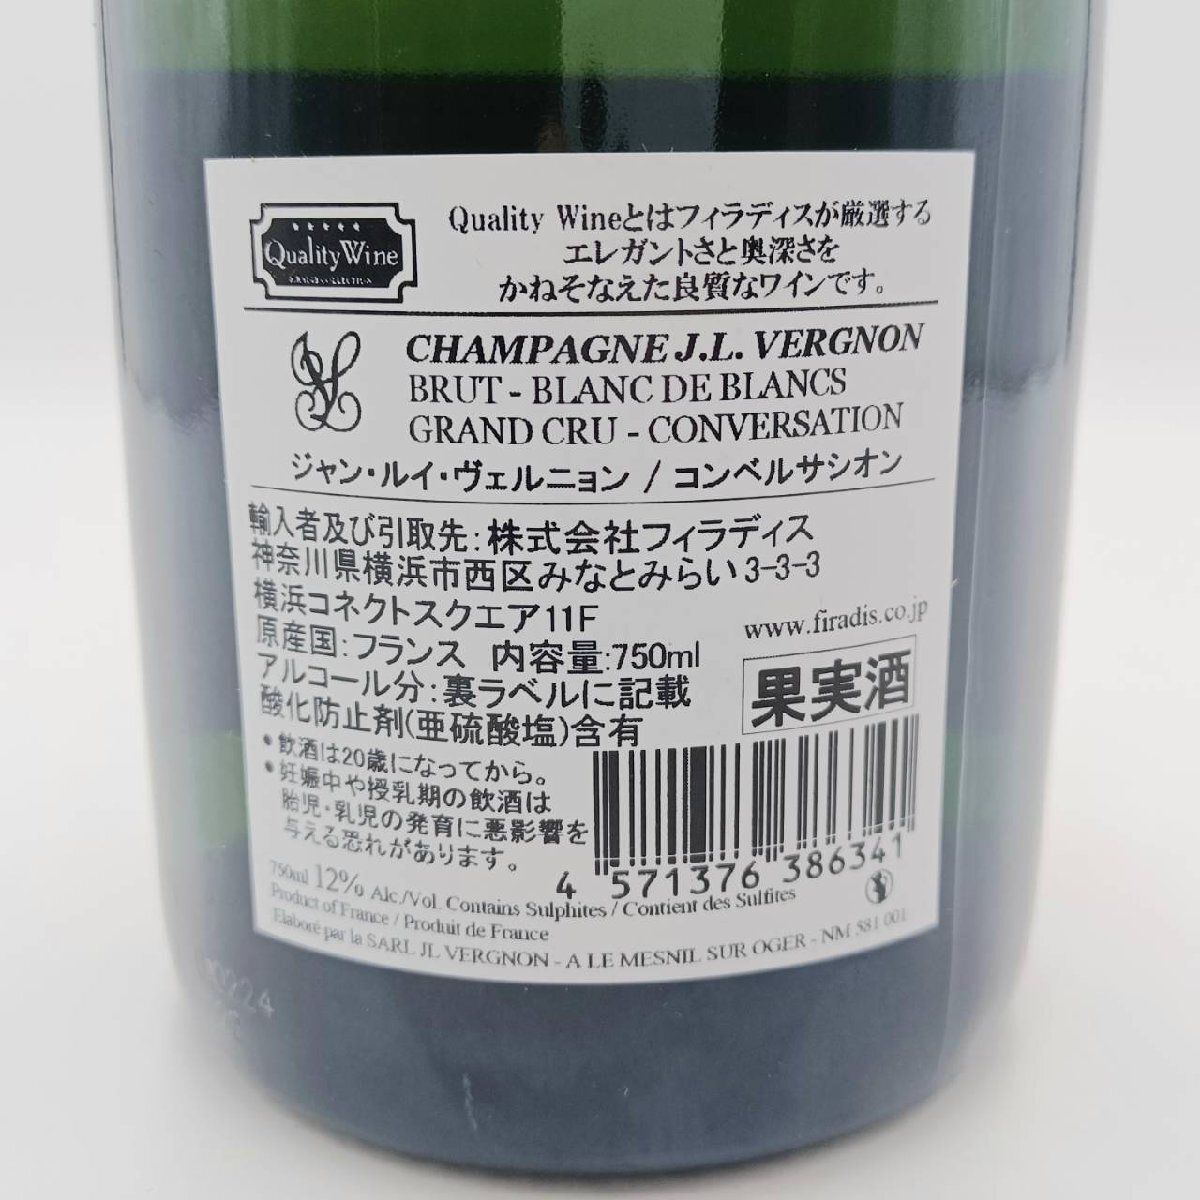 Quality Wine
Quality Wineとはフィラディスが厳選する
エレガントさと奥深さを
かねそなえた良質なワインです。
CHAMPAGNE J.L. VERGNON
BRUT - BLANC DE BLANCS
GRAND CRU - CONVERSATION
ジャン・ルイ・ヴェルニョン / コンベルサシオン
輸入者及び引取先:株式会社フィラディス
神奈川県横浜市西区みなとみらい3-3-3
横浜コネクトスクエア11F
www.firadis.co.jp
原産国:フランス 内容量:750ml
アルコール分:裏ラベルに記載
酸化防止剤(亜硫酸塩)含有
果実酒
・飲酒は20歳になってから。
・妊娠中や授乳期の飲酒は
胎児・乳児の発育に悪影響を
与える恐れがあります。
4 571376 386341
750ml 12% Alc./Vol. Contains Sulphites / Contient des Sulfites
Product of France / Produit de France
Elaboré par la SARL JL VERGNON - A LE MESNIL SUR OGER - NM 581 001